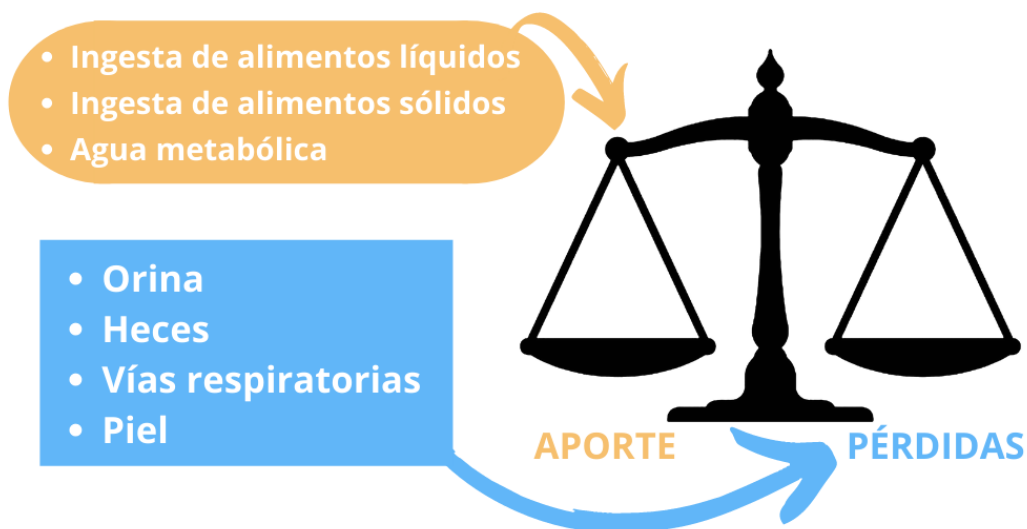 • Ingesta de alimentos líquidos
• Ingesta de alimentos sólidos
• Agua metabólica
• Orina
• Heces
• Vías respiratorias
• Piel
APORTE
PÉRDIDAS